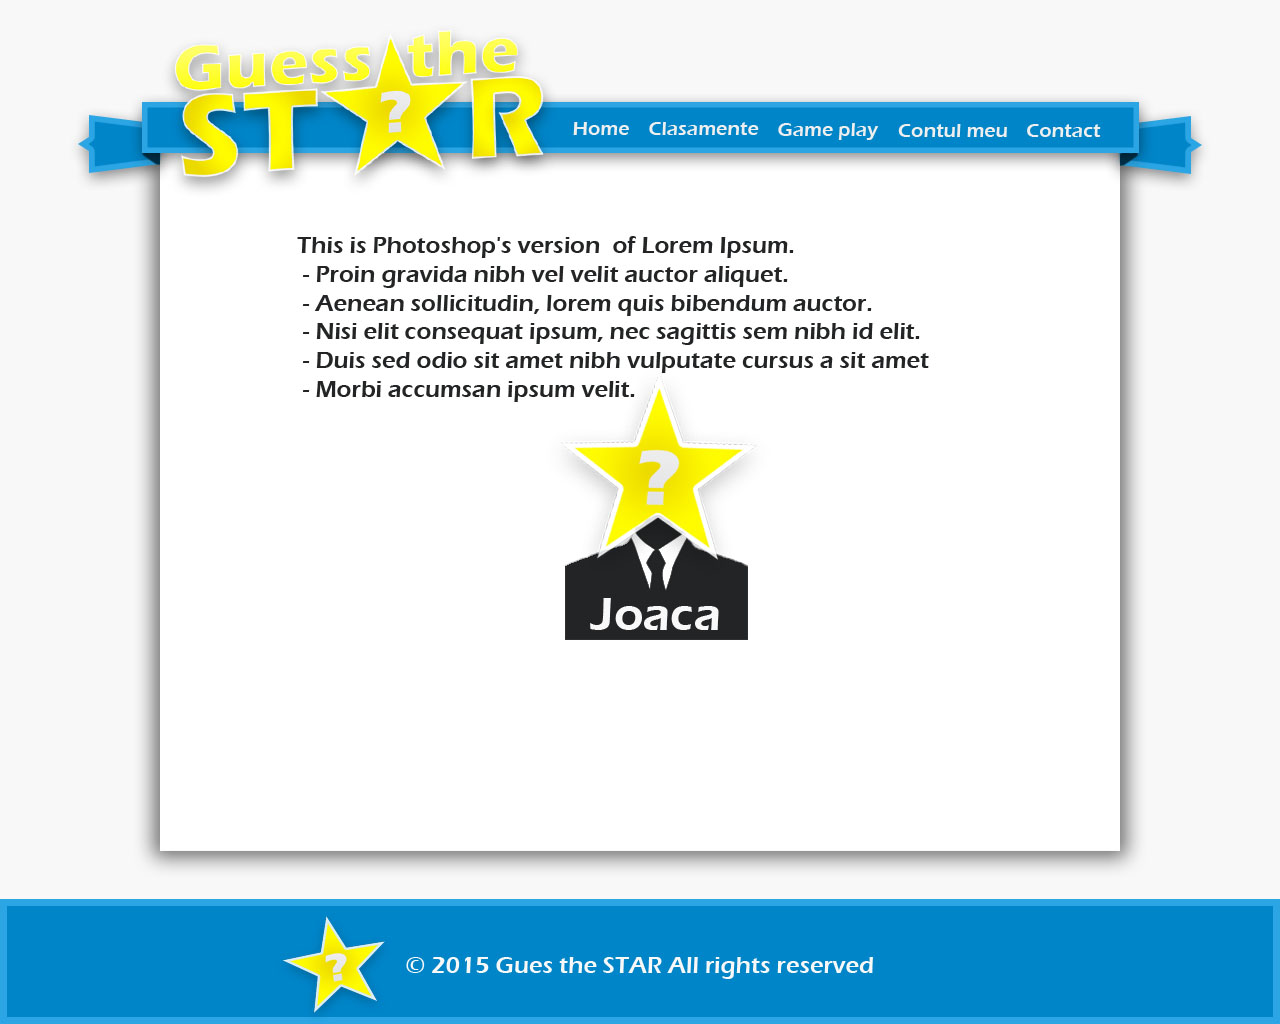 Guess the
ST?R
Home Clasamente Game play Contul meu Contact
This is Photoshop's version  of Lorem Ipsum.
- Proin gravida nibh vel velit auctor aliquet.
- Aenean sollicitudin, lorem quis bibendum auctor.
- Nisi elit consequat ipsum, nec sagittis sem nibh id elit.
- Duis sed odio sit amet nibh vulputate cursus a sit amet
- Morbi accumsan ipsum velit.
?
Joaca
?
© 2015 Gues the STAR All rights reserved